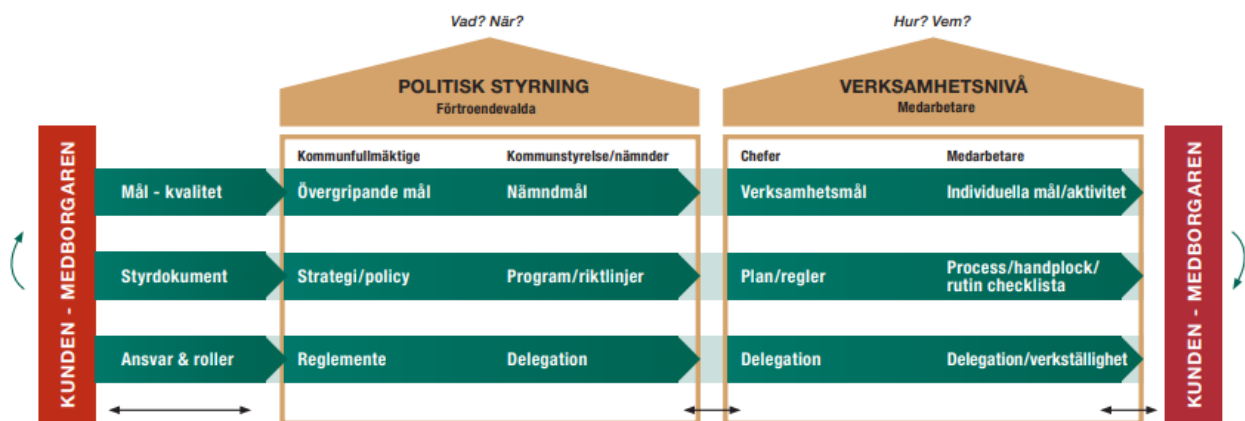 Vad? När?
Hur? Vem?
POLITISK STYRNING
Förtroendevalda
VERKSAMHETSNIVÅ
Medarbetare
KUNDEN - MEDBORGAREN
Kommunfullmäktige
Kommunstyrelse/nämnder
Chefer
Medarbetare
Mål - kvalitet
Övergripande mål
Nämndmål
Verksamhetsmål
Individuella mål/aktivitet
Styrdokument
Strategi/policy
Program/riktlinjer
Plan/regler
Process/handplock/
rutin checklista
Ansvar & roller
Reglemente
Delegation
Delegation
Delegation/verkställighet
KUNDEN - MEDBORGAREN